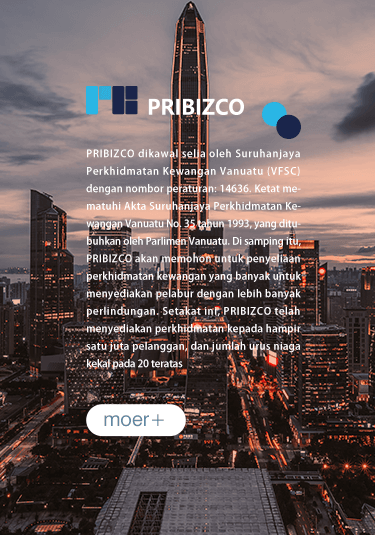 PRIBIZCO
PRIBIZCO dikawal selia oleh Suruhanjaya
Perkhidmatan Kewangan Vanuatu (VFSC)
dengan nombor peraturan: 14636. Ketat me-
matuhi Akta Suruhanjaya Perkhidmatan Ke-
wangan Vanuatu No. 35 tahun 1993, yang ditu-
buhkan oleh Parlimen Vanuatu. Di samping itu,
PRIBIZCO akan memohon untuk penyeliaan
perkhidmatan kewangan yang banyak untuk
menyediakan pelabur dengan lebih banyak
perlindungan. Setakat ini, PRIBIZCO telah
menyediakan perkhidmatan kepada hampir
satu juta pelanggan, dan jumlah urus niaga
kekal pada 20 teratas
moer+